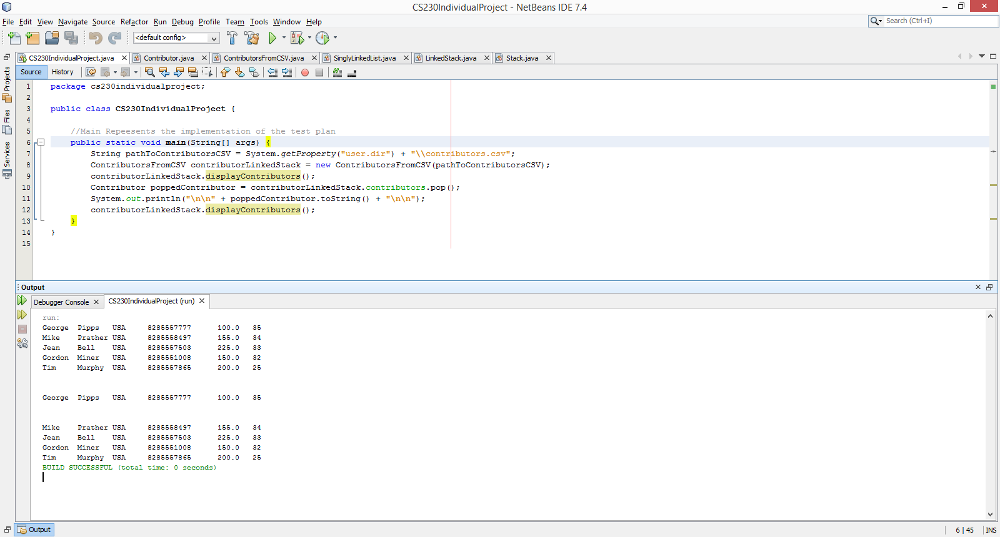 CS230IndividualProject - NetBeans IDE 7.4
File Edit View Navigate Source Refactor Run Debug Profile Team Tools Window Help
Search (Ctrl+I)
<default config>
CS230IndividualProject.java Contributor.java ContributorsFromCSV.java SinglyLinkedList.java LinkedStack.java Stack.java
Projects
Files
Services
Source History
1 package cs230individualproject;
2
3 public class CS230IndividualProject {
4
5 //Main Repeesents the implementation of the test plan
6 public static void main(String[] args) {
7 String pathToContributorsCSV = System.getProperty("user.dir") + "\\contributors.csv";
8 ContributorsFromCSV contributorLinkedStack = new ContributorsFromCSV(pathToContributorsCSV);
9 contributorLinkedStack.displayContributors();
10 Contributor poppedContributor = contributorLinkedStack.contributors.pop();
11 System.out.println("\n\n" + poppedContributor.toString() + "\n\n");
12 contributorLinkedStack.displayContributors();
13 }
14 }
15
Output
Debugger Console CS230IndividualProject (run)
run:
George Pipps USA 8285557777 100.0 35
Mike Prather USA 8285558497 155.0 34
Jean Bell USA 8285557503 225.0 33
Gordon Miner USA 8285551008 150.0 32
Tim Murphy USA 8285557865 200.0 25
George Pipps USA 8285557777 100.0 35
Mike Prather USA 8285558497 155.0 34
Jean Bell USA 8285557503 225.0 33
Gordon Miner USA 8285551008 150.0 32
Tim Murphy USA 8285557865 200.0 25
BUILD SUCCESSFUL (total time: 0 seconds)
Output
6 | 45 INS